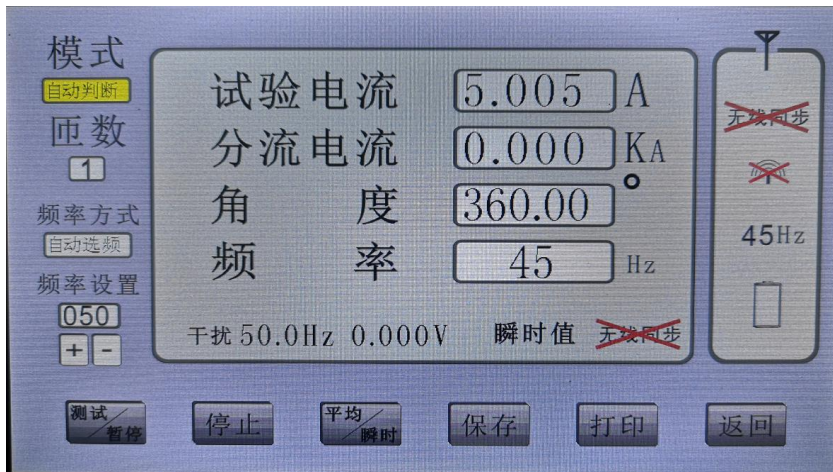 模式
自动判断
匝数
1
频率方式
自动选频
频率设置
050
+ -
试验电流 5.005 A
分流电流 0.000 KA
角 度 360.00 °
频 率 45 Hz
干扰 50.0Hz 0.000V 瞬时值 无线同步
无线同步
45Hz
测试/暂停
停止
平均/瞬时
保存
打印
返回